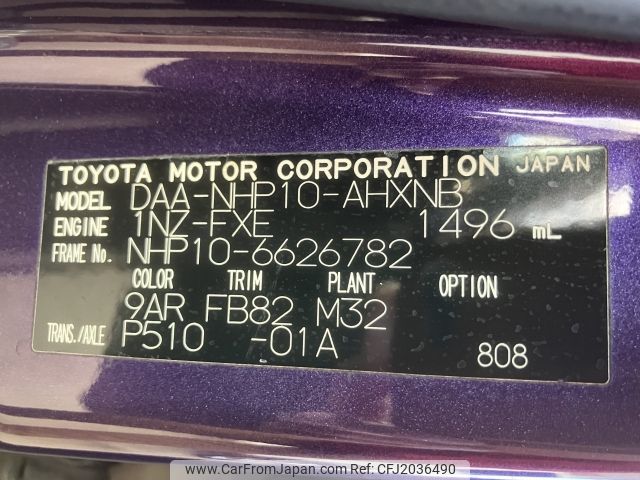 TOYOTA MOTOR CORPORATION JAPAN
MODEL DAA-NHP10-AHXNB
ENGINE 1NZ-FXE 1496 mL
FRAME No. NHP10-6626782
COLOR TRIM PLANT OPTION
9AR FB82 M32
TRANS./AXLE P510 -01A
808
www.CarFromJapan.com | CFJ2036490